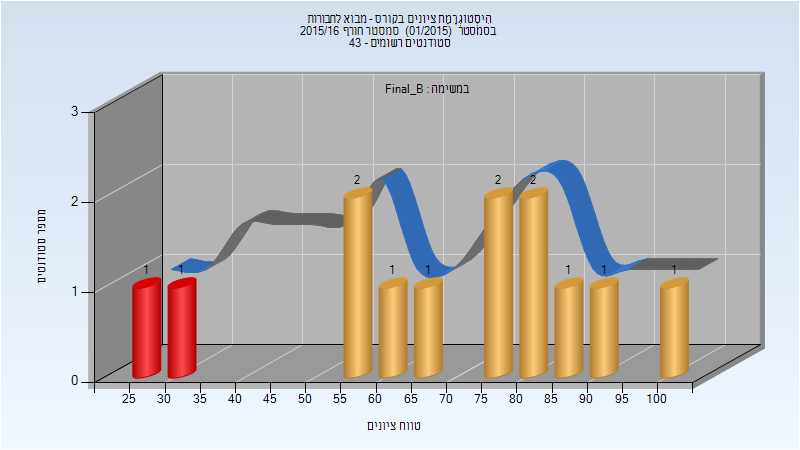 היסטוגרמת ציונים בקורס - מבוא לחבורות
בסמסטר (01/2015) סמסטר חורף 2015/16
סטודנטים רשומים - 43
במשימה : Final_B
מספר סטודנטים
3
2
1
0
1
1
2
1
1
2
2
1
1
1
25 30 35 40 45 50 55 60 65 70 75 80 85 90 95 100
טווח ציונים